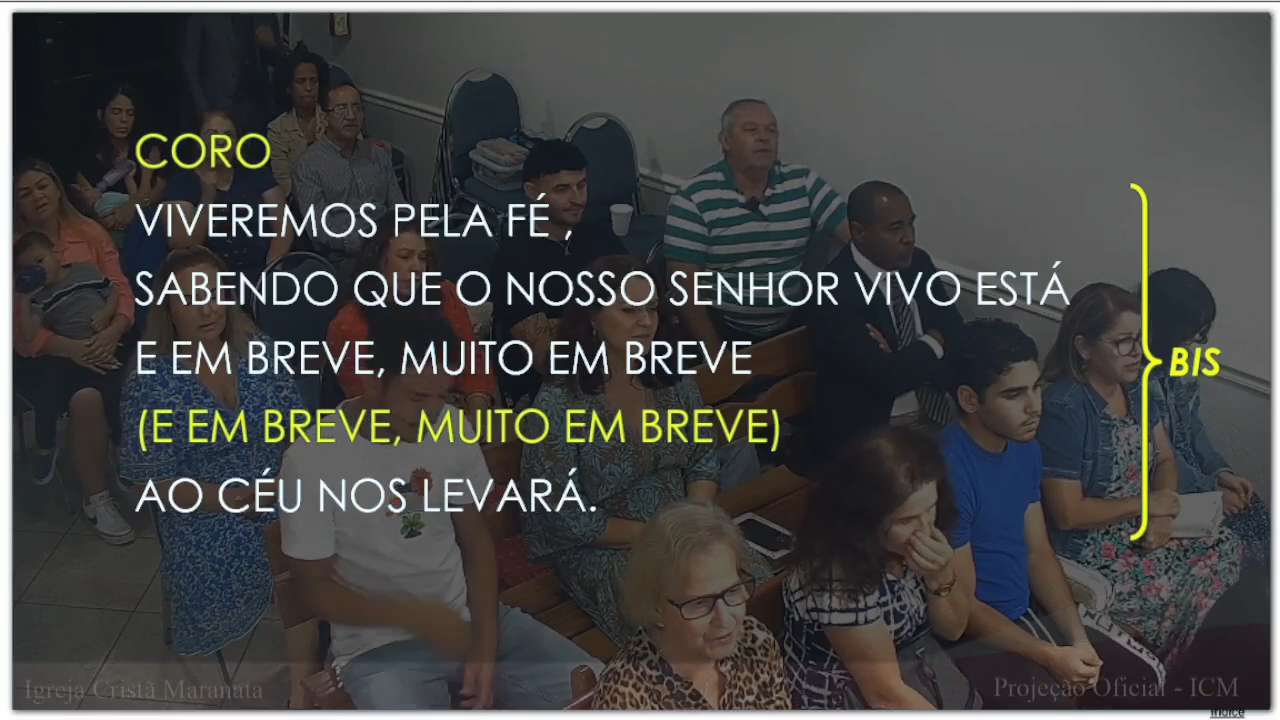 CORO
VIVEREMOS PELA FÉ ,
SABENDO QUE O NOSSO SENHOR VIVO ESTÁ
E EM BREVE, MUITO EM BREVE
(E EM BREVE, MUITO EM BREVE)
AO CÉU NOS LEVARÁ.
BIS
Igreja Cristã Maranata
Projeção Oficial - ICM
Índice